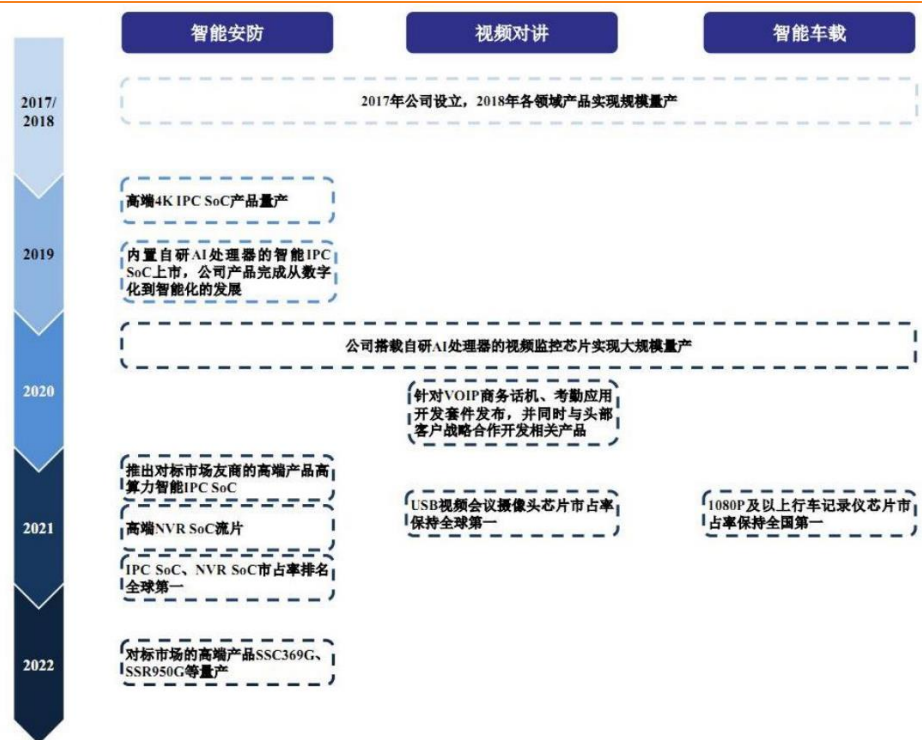 智能安防
视频对讲
智能车载
2017/
2018
2017年公司设立，2018年各领域产品实现规模量产
2019
高端4K IPC SoC产品量产
内置自研AI处理器的智能IPC
SoC上市，公司产品完成从数字
化到智能化的发展
2020
公司搭载自研AI处理器的视频监控芯片实现大规模量产
针对VOIP商务话机、考勤应用
开发套件发布，并同时与头部
客户战略合作开发相关产品
2021
推出对标市场友商的高端产品高
算力智能IPC SoC
高端NVR SoC流片
IPC SoC、NVR SoC市占率排名
全球第一
USB视频会议摄像头芯片市占率
保持全球第一
1080P及以上行车记录仪芯片市
占率保持全国第一
2022
对标市场的高端产品SSC369G、
SSR950G等量产